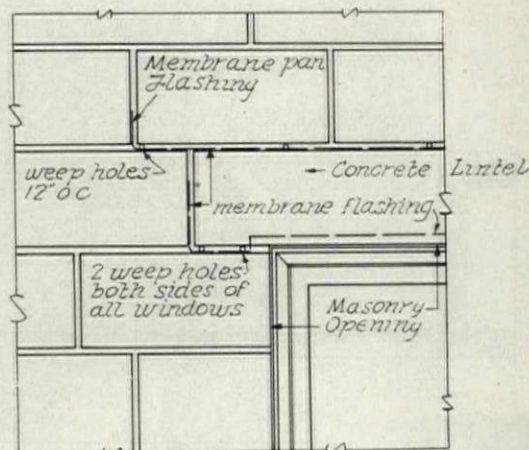 Membrane pan
Flashing
weep holes
12" o c
Concrete Lintel
membrane flashing
2 weep holes
both sides of
all windows
Masonry
Opening